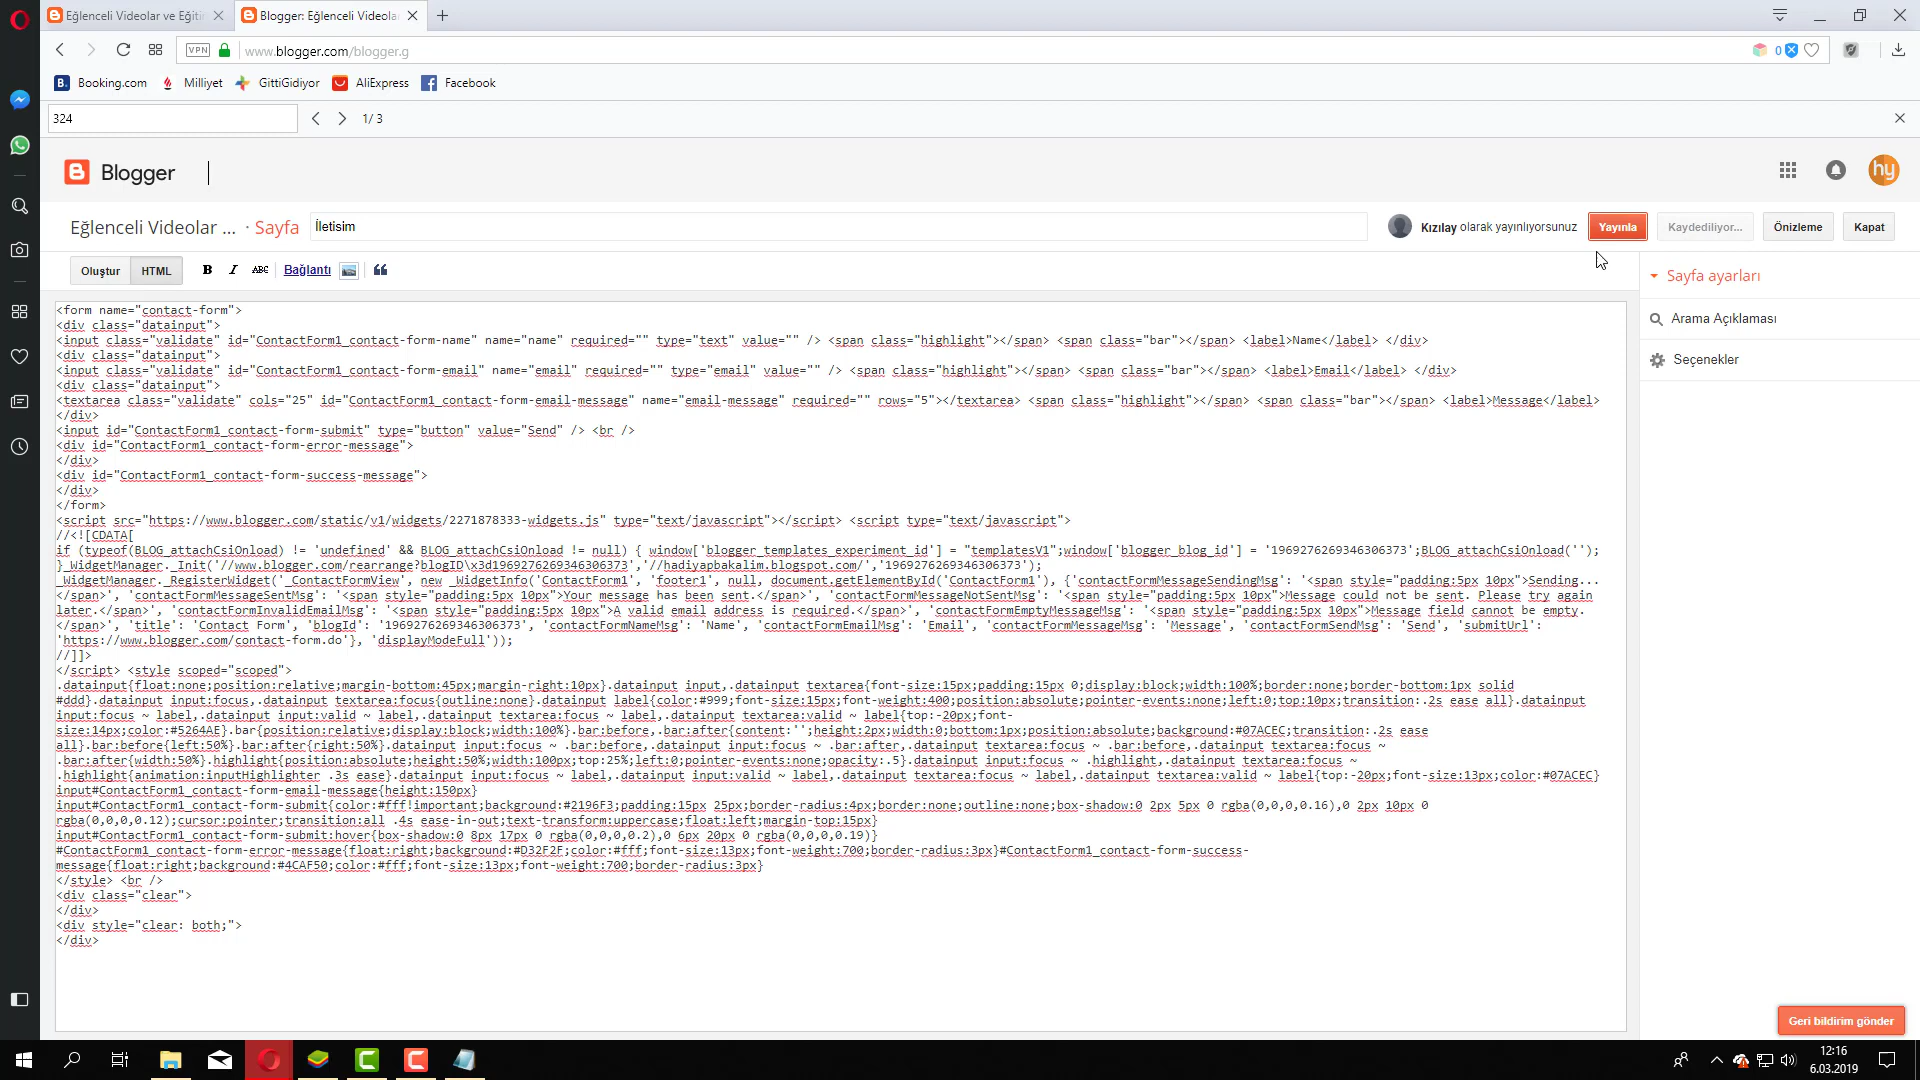 Eğlenceli Videolar ve Eğitir
Blogger: Eğlenceli Videola
VPN
www.blogger.com/blogger.g
0
B.
Booking.com
Milliyet
GittiGidiyor
AliExpress
Facebook
324
1/ 3
Blogger
hy
Eğlenceli Videolar ...
· Sayfa
İletisim
Kızılay olarak yayınlıyorsunuz
Yayınla
Kaydediliyor...
Önizleme
Kapat
Oluştur
HTML
B
I
ABC
Bağlantı
Sayfa ayarları
Arama Açıklaması
Seçenekler
<form name="contact-form">
<div class="datainput">
<input class="validate" id="ContactForm1_contact-form-name" name="name" required="" type="text" value="" /> <span class="highlight"></span> <span class="bar"></span> <label>Name</label> </div>
<div class="datainput">
<input class="validate" id="ContactForm1_contact-form-email" name="email" required="" type="email" value="" /> <span class="highlight"></span> <span class="bar"></span> <label>Email</label> </div>
<div class="datainput">
<textarea class="validate" cols="25" id="ContactForm1_contact-form-email-message" name="email-message" required="" rows="5"></textarea> <span class="highlight"></span> <span class="bar"></span> <label>Message</label>
</div>
<input id="ContactForm1_contact-form-submit" type="button" value="Send" /> <br />
<div id="ContactForm1_contact-form-error-message">
</div>
<div id="ContactForm1_contact-form-success-message">
</div>
</form>
<script src="https://www.blogger.com/static/v1/widgets/2271878333-widgets.js" type="text/javascript"></script> <script type="text/javascript">
//<![CDATA[
if (typeof(BLOG_attachCsiOnload) != 'undefined' && BLOG_attachCsiOnload != null) { window['blogger_templates_experiment_id'] = "templatesV1";window['blogger_blog_id'] = '1969276269346306373';BLOG_attachCsiOnload('');
}_WidgetManager._Init('//www.blogger.com/rearrange?blogID\x3d1969276269346306373','//hadiyapbakalim.blogspot.com/','1969276269346306373');
_WidgetManager._RegisterWidget('_ContactFormView', new _WidgetInfo('ContactForm1', 'footer1', null, document.getElementById('ContactForm1'), {'contactFormMessageSendingMsg': '<span style="padding:5px 10px">Sending...
</span>', 'contactFormMessageSentMsg': '<span style="padding:5px 10px">Your message has been sent.</span>', 'contactFormMessageNotSentMsg': '<span style="padding:5px 10px">Message could not be sent. Please try again
later.</span>', 'contactFormInvalidEmailMsg': '<span style="padding:5px 10px">A valid email address is required.</span>', 'contactFormEmptyMessageMsg': '<span style="padding:5px 10px">Message field cannot be empty.
</span>', 'title': 'Contact Form', 'blogId': '1969276269346306373', 'contactFormNameMsg': 'Name', 'contactFormEmailMsg': 'Email', 'contactFormMessageMsg': 'Message', 'contactFormSendMsg': 'Send', 'submitUrl':
'https://www.blogger.com/contact-form.do'}, 'displayModeFull'));
//]]>
</script> <style scoped="scoped">
.datainput{float:none;position:relative;margin-bottom:45px;margin-right:10px}.datainput input,.datainput textarea{font-size:15px;padding:15px 0;display:block;width:100%;border:none;border-bottom:1px solid
#ddd}.datainput input:focus,.datainput textarea:focus{outline:none}.datainput label{color:#999;font-size:15px;font-weight:400;position:absolute;pointer-events:none;left:0;top:10px;transition:.2s ease all}.datainput
input:focus ~ label,.datainput input:valid ~ label,.datainput textarea:focus ~ label,.datainput textarea:valid ~ label{top:-20px;font-
size:14px;color:#5264AE}.bar{position:relative;display:block;width:100%}.bar:before,.bar:after{content:'';height:2px;width:0;bottom:1px;position:absolute;background:#07ACEC;transition:.2s ease
all}.bar:before{left:50%}.bar:after{right:50%}.datainput input:focus ~ .bar:before,.datainput input:focus ~ .bar:after,.datainput textarea:focus ~ .bar:before,.datainput textarea:focus ~
.bar:after{width:50%}.highlight{position:absolute;height:50%;width:100px;top:25%;left:0;pointer-events:none;opacity:.5}.datainput input:focus ~ .highlight,.datainput textarea:focus ~
.highlight{animation:inputHighlighter .3s ease}.datainput input:focus ~ label,.datainput input:valid ~ label,.datainput textarea:focus ~ label,.datainput textarea:valid ~ label{top:-20px;font-size:13px;color:#07ACEC}
input#ContactForm1_contact-form-email-message{height:150px}
input#ContactForm1_contact-form-submit{color:#fff!important;background:#2196F3;padding:15px 25px;border-radius:4px;border:none;outline:none;box-shadow:0 2px 5px 0 rgba(0,0,0,0.16),0 2px 10px 0
rgba(0,0,0,0.12);cursor:pointer;transition:all .4s ease-in-out;text-transform:uppercase;float:left;margin-top:15px}
input#ContactForm1_contact-form-submit:hover{box-shadow:0 8px 17px 0 rgba(0,0,0,0.2),0 6px 20px 0 rgba(0,0,0,0.19)}
#ContactForm1_contact-form-error-message{float:right;background:#D32F2F;color:#fff;font-size:13px;font-weight:700;border-radius:3px}#ContactForm1_contact-form-success-
message{float:right;background:#4CAF50;color:#fff;font-size:13px;font-weight:700;border-radius:3px}
</style> <br />
<div class="clear">
</div>
<div style="clear: both;">
</div>
Geri bildirim gönder
12:16
6.03.2019